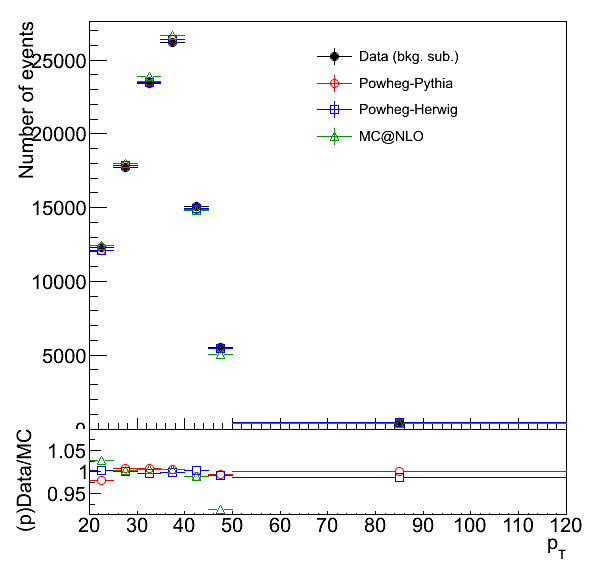 Number of events
25000
20000
15000
10000
5000
0
Data (bkg. sub.)
Powheg-Pythia
Powheg-Herwig
MC@NLO
(p)Data/MC
1.05
1
0.95
20 30 40 50 60 70 80 90 100 110 120
pT